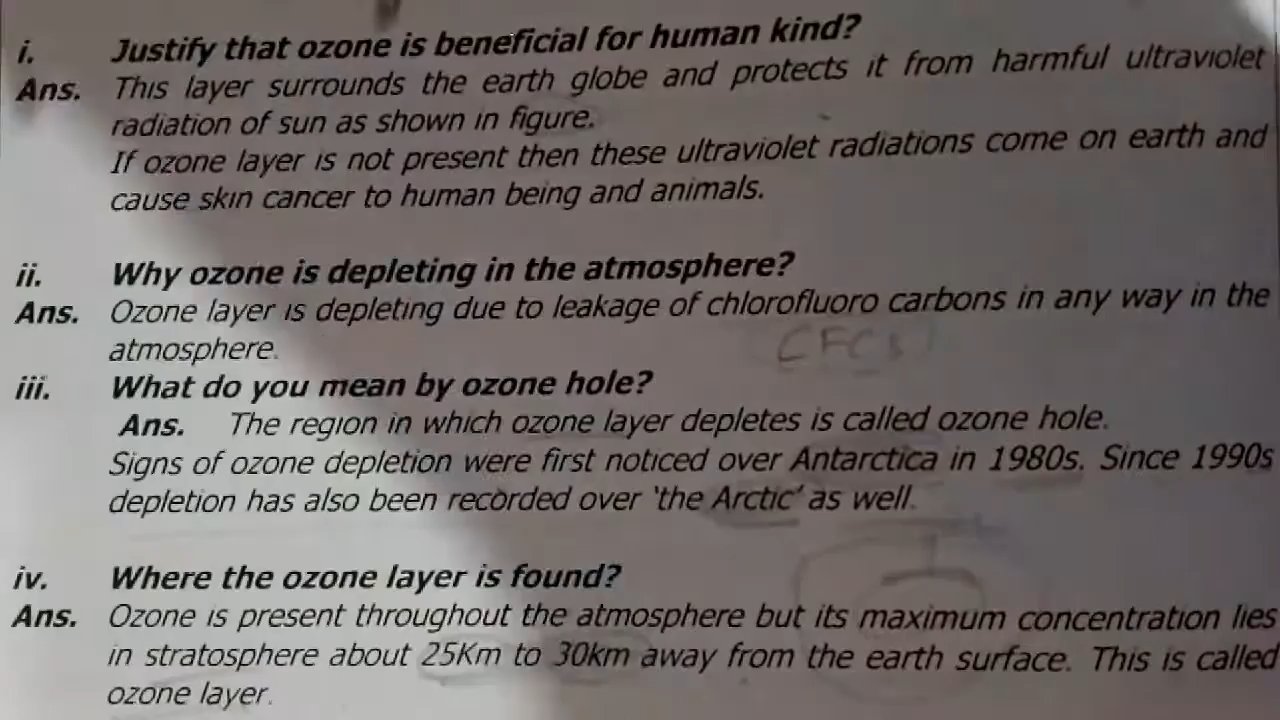 i. Justify that ozone is beneficial for human kind?
Ans. This layer surrounds the earth globe and protects it from harmful ultraviolet
radiation of sun as shown in figure.
If ozone layer is not present then these ultraviolet radiations come on earth and
cause skin cancer to human being and animals.
ii. Why ozone is depleting in the atmosphere?
Ans. Ozone layer is depleting due to leakage of chlorofluoro carbons in any way in the
atmosphere.
CFCs
iii. What do you mean by ozone hole?
Ans. The region in which ozone layer depletes is called ozone hole.
Signs of ozone depletion were first noticed over Antarctica in 1980s. Since 1990s
depletion has also been recorded over 'the Arctic' as well.
iv. Where the ozone layer is found?
Ans. Ozone is present throughout the atmosphere but its maximum concentration lies
in stratosphere about 25Km to 30km away from the earth surface. This is called
ozone layer.